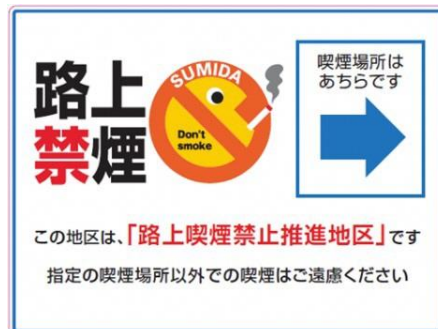 路上
禁煙
SUMIDA
Don't
smoke
喫煙場所は
あちらです
この地区は、「路上喫煙禁止推進地区」です
指定の喫煙場所以外での喫煙はご遠慮ください